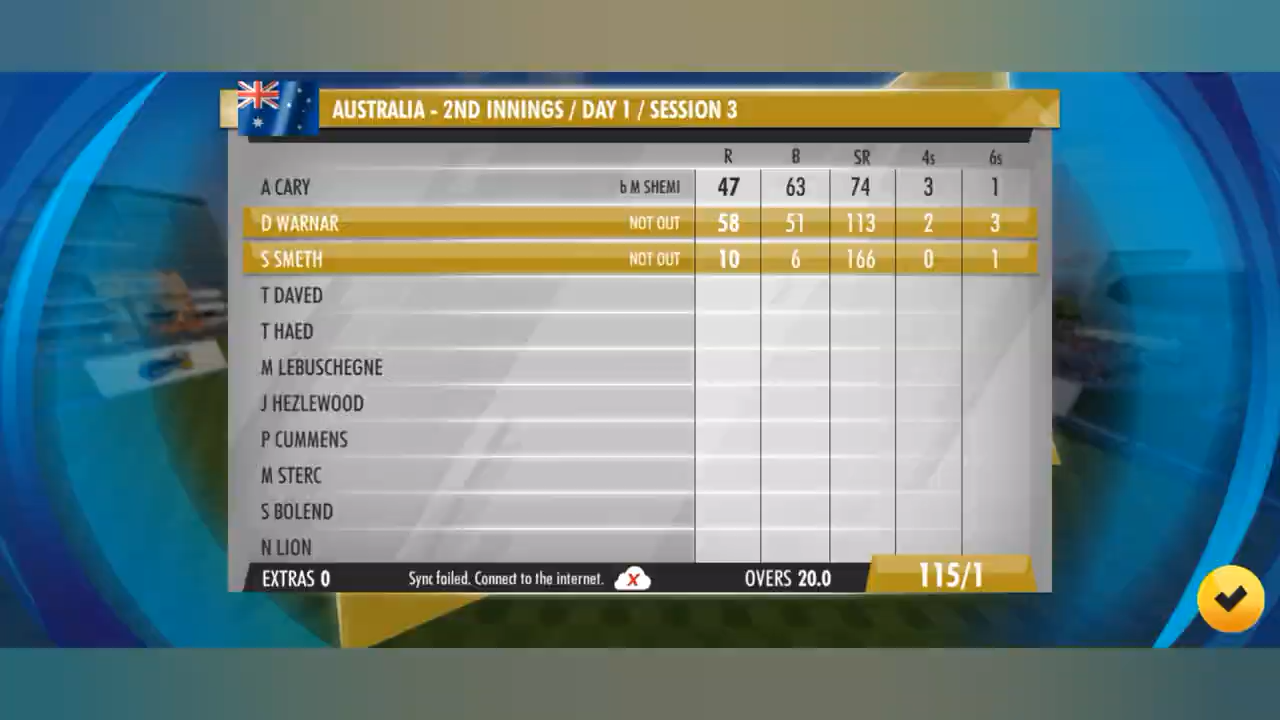 AUSTRALIA - 2ND INNINGS / DAY 1 / SESSION 3
R B SR 4s 6s
A CARY b M SHEMI 47 63 74 3 1
D WARNAR NOT OUT 58 51 113 2 3
S SMETH NOT OUT 10 6 166 0 1
T DAVED
T HAED
M LEBUSCHEGNE
J HEZLEWOOD
P CUMMENS
M STERC
S BOLEND
N LION
EXTRAS 0 Sync failed. Connect to the internet. X OVERS 20.0 115/1